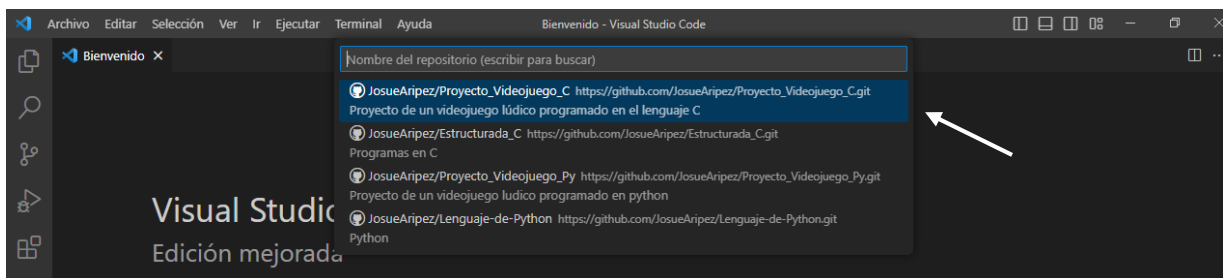 Archivo Editar Selección Ver Ir Ejecutar Terminal Ayuda Bienvenido - Visual Studio Code
Bienvenido
Nombre del repositorio (escribir para buscar)
JosueAripez/Proyecto_Videojuego_C https://github.com/JosueAripez/Proyecto_Videojuego_C.git
Proyecto de un videojuego lúdico programado en el lenguaje C
JosueAripez/Estructurada_C https://github.com/JosueAripez/Estructurada_C.git
Programas en C
JosueAripez/Proyecto_Videojuego_Py https://github.com/JosueAripez/Proyecto_Videojuego_Py.git
Proyecto de un videojuego ludico programado en python
JosueAripez/Lenguaje-de-Python https://github.com/JosueAripez/Lenguaje-de-Python.git
Python
Visual Studio
Edición mejorada